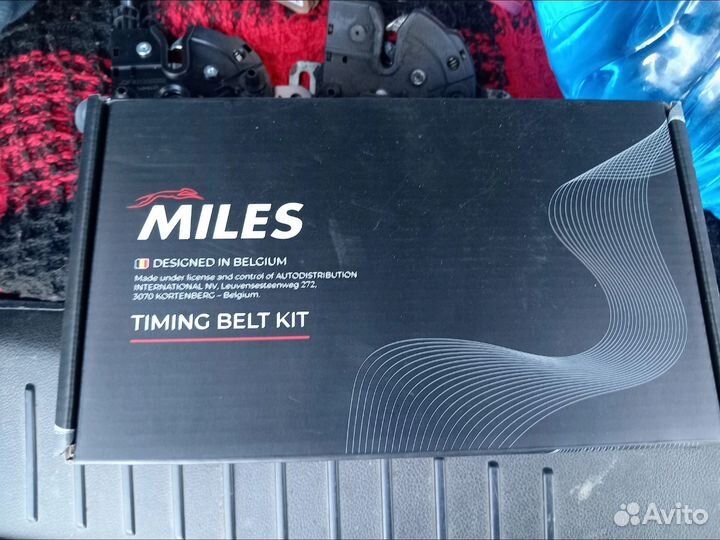 MILES
DESIGNED IN BELGIUM
Made under license and control of AUTODISTRIBUTION
INTERNATIONAL NV, Leuvensesteenweg 272,
3070 KORTENBERG – Belgium.
TIMING BELT KIT
Avito